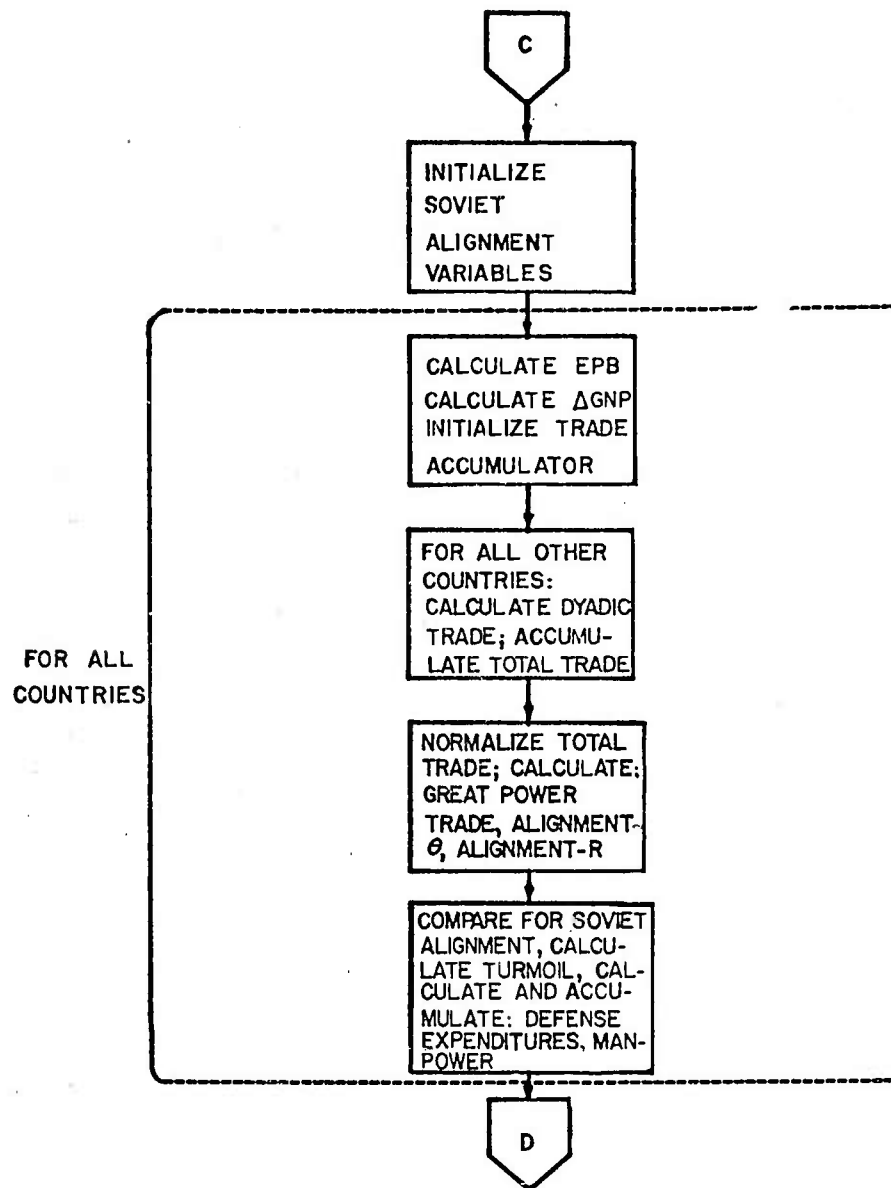 C
INITIALIZE
SOVIET
ALIGNMENT
VARIABLES
CALCULATE EPB
CALCULATE ΔGNP
INITIALIZE TRADE
ACCUMULATOR
FOR ALL OTHER
COUNTRIES:
CALCULATE DYADIC
TRADE; ACCUMU-
LATE TOTAL TRADE
FOR ALL
COUNTRIES
NORMALIZE TOTAL
TRADE; CALCULATE:
GREAT POWER
TRADE, ALIGNMENT-
θ, ALIGNMENT-R
COMPARE FOR SOVIET
ALIGNMENT, CALCU-
LATE TURMOIL, CAL-
CULATE AND ACCU-
MULATE: DEFENSE
EXPENDITURES, MAN-
POWER
D